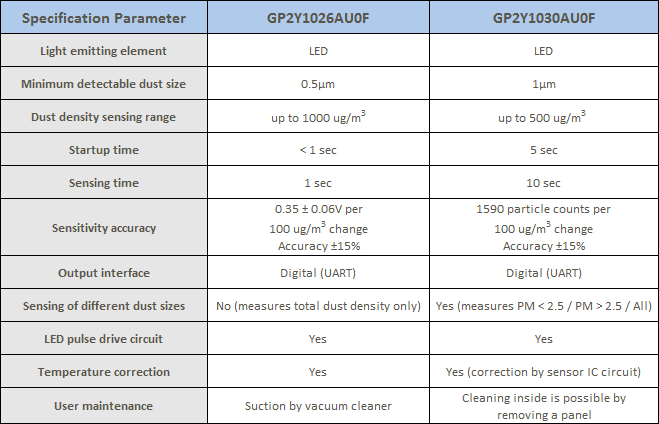 Specification Parameter GP2Y1026AU0F GP2Y1030AU0F
Light emitting element LED LED
Minimum detectable dust size 0.5µm 1µm
Dust density sensing range up to 1000 ug/m³ up to 500 ug/m³
Startup time < 1 sec 5 sec
Sensing time 1 sec 10 sec
Sensitivity accuracy
0.35 ± 0.06V per
100 ug/m³ change
Accuracy ±15%
1590 particle counts per
100 ug/m³ change
Accuracy ±15%
Output interface Digital (UART) Digital (UART)
Sensing of different dust sizes No (measures total dust density only) Yes (measures PM < 2.5 / PM > 2.5 / All)
LED pulse drive circuit Yes Yes
Temperature correction Yes Yes (correction by sensor IC circuit)
User maintenance Suction by vacuum cleaner
Cleaning inside is possible by
removing a panel